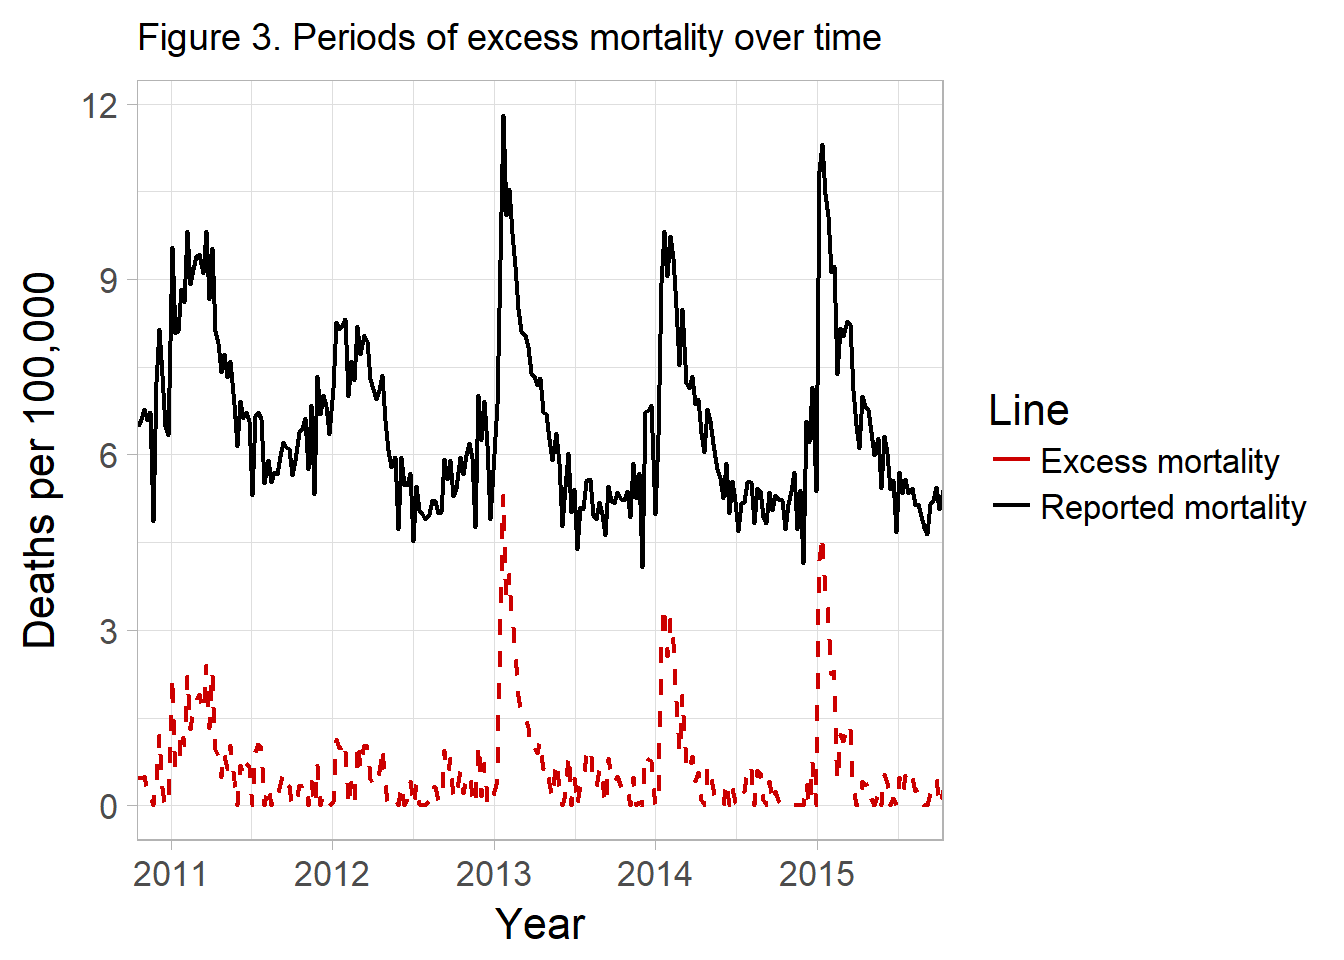 Figure 3. Periods of excess mortality over time
12
9
6
3
0
Deaths per 100,000
2011 2012 2013 2014 2015
Year
Line
Excess mortality
Reported mortality